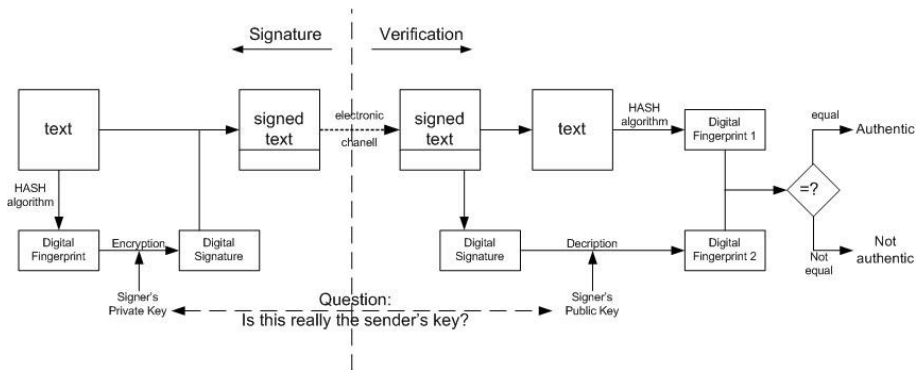 Signature
Verification
text
signed
text
electronic
chanell
signed
text
text
HASH
algorithm
Digital
Fingerprint 1
equal
Authentic
=?
HASH
algorithm
Digital
Fingerprint
Encryption
Digital
Signature
Digital
Signature
Decription
Digital
Fingerprint 2
Not
equal
Not
authentic
Signer's
Private Key
Question:
Is this really the sender's key?
Signer's
Public Key